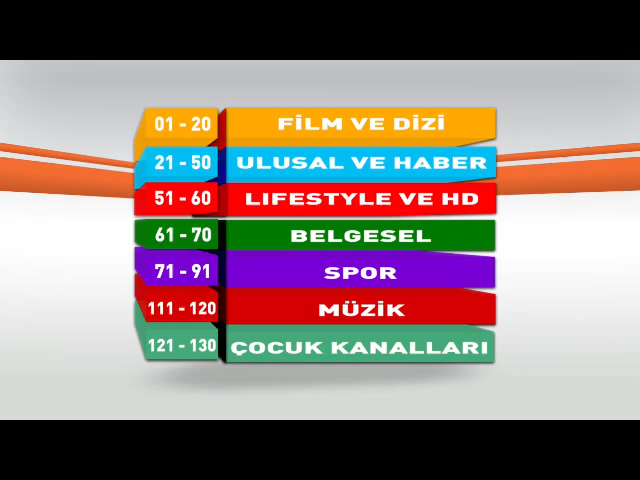 01 - 20 FİLM VE DİZİ
21 - 50 ULUSAL VE HABER
51 - 60 LIFESTYLE VE HD
61 - 70 BELGESEL
71 - 91 SPOR
111 - 120 MÜZİK
121 - 130 ÇOCUK KANALLARI